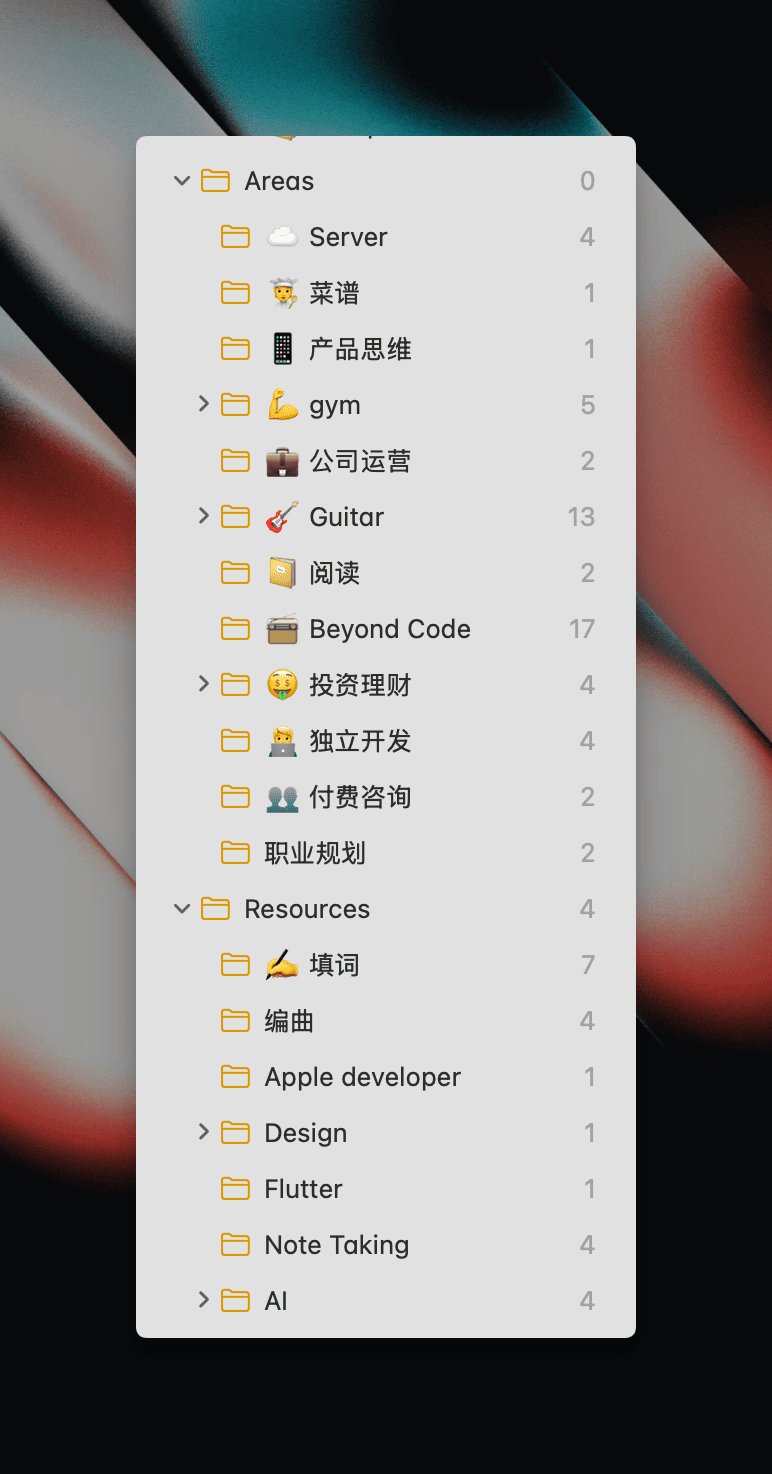 Areas 0
☁️ Server 4
👨‍🍳 菜谱 1
📱 产品思维 1
💪 gym 5
💼 公司运营 2
🎸 Guitar 13
📔 阅读 2
📻 Beyond Code 17
🤑 投资理财 4
👨‍💻 独立开发 4
👥 付费咨询 2
职业规划 2
Resources 4
✍️ 填词 7
编曲 4
Apple developer 1
Design 1
Flutter 1
Note Taking 4
AI 4